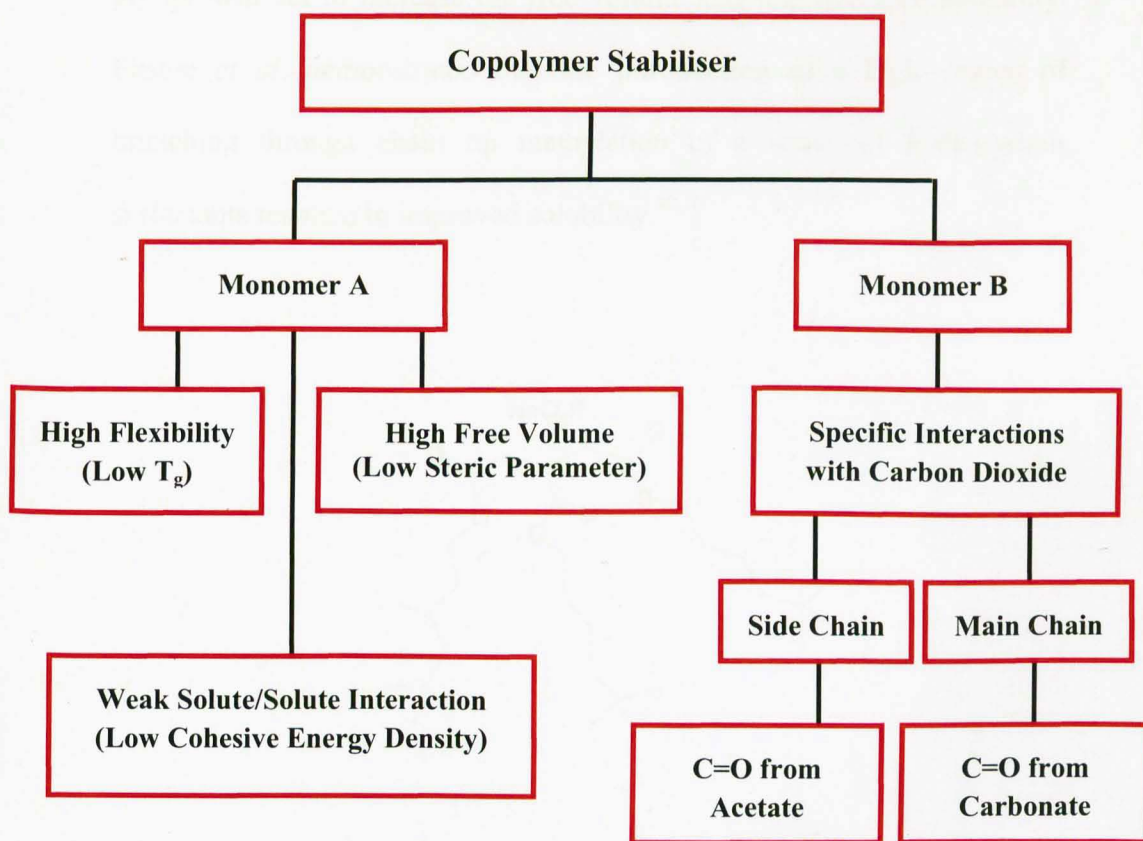 Copolymer Stabiliser
Monomer A
Monomer B
High Flexibility
(Low Tg)
High Free Volume
(Low Steric Parameter)
Specific Interactions
with Carbon Dioxide
Side Chain
Main Chain
Weak Solute/Solute Interaction
(Low Cohesive Energy Density)
C=O from
Acetate
C=O from
Carbonate